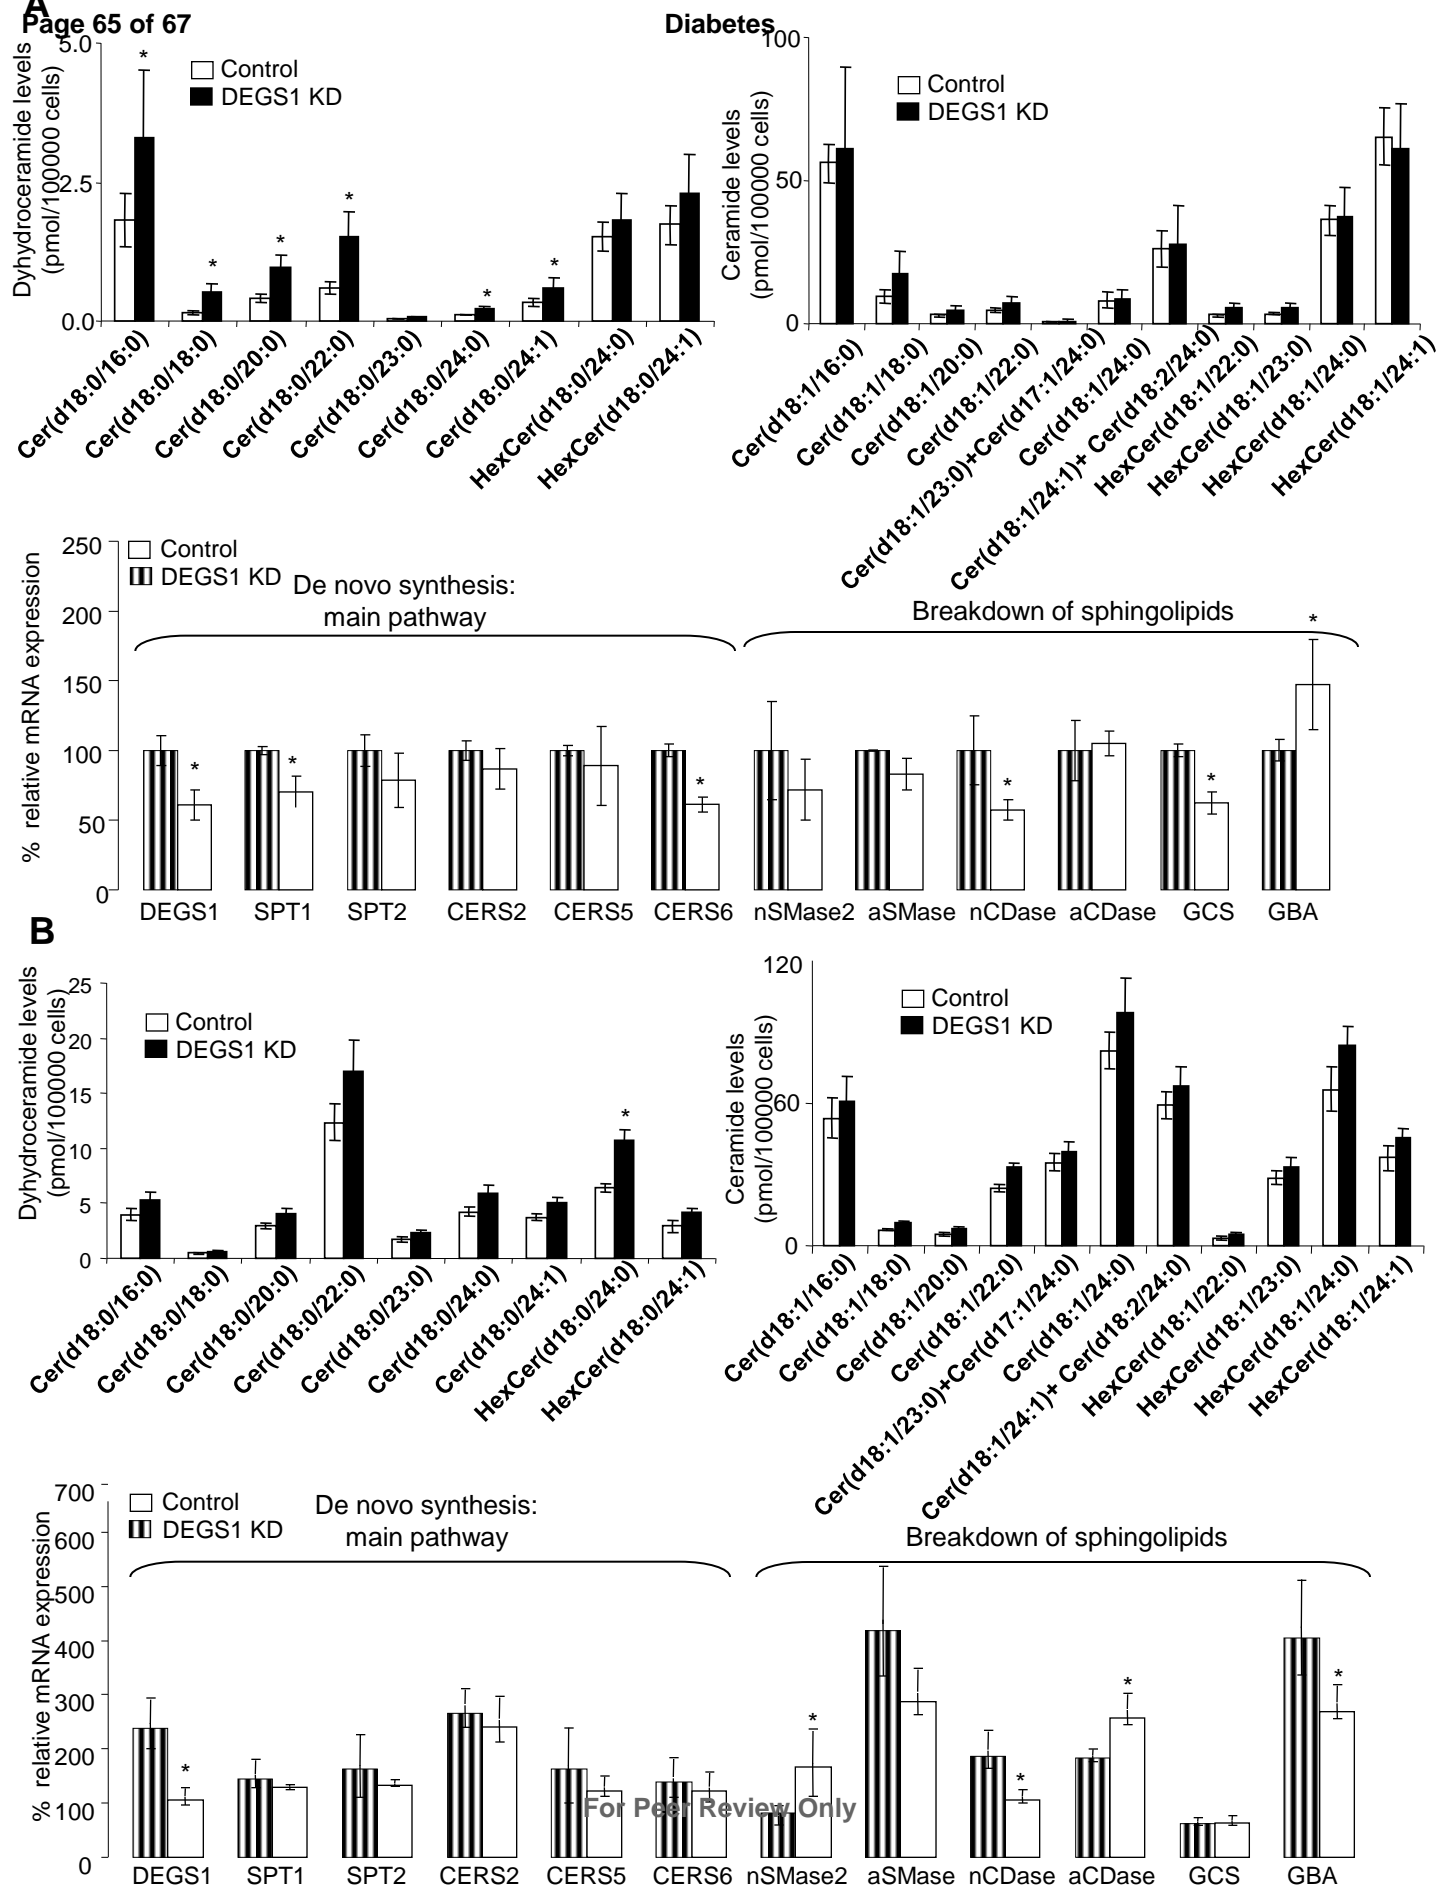 A
Page 65 of 67
Diabetes
Dyhydroceramide levels
(pmol/100000 cells)
5.0
2.5
0.0
Control
DEGS1 KD
*
*
*
*
*
*
Cer(d18:0/16:0)
Cer(d18:0/18:0)
Cer(d18:0/20:0)
Cer(d18:0/22:0)
Cer(d18:0/23:0)
Cer(d18:0/24:0)
Cer(d18:0/24:1)
HexCer(d18:0/24:0)
HexCer(d18:0/24:1)
Ceramide levels
(pmol/100000 cells)
100
50
0
Control
DEGS1 KD
Cer(d18:1/16:0)
Cer(d18:1/18:0)
Cer(d18:1/20:0)
Cer(d18:1/22:0)
Cer(d18:1/23:0)+Cer(d17:1/24:0)
Cer(d18:1/24:0)
Cer(d18:1/24:1)+ Cer(d18:2/24:0)
HexCer(d18:1/22:0)
HexCer(d18:1/23:0)
HexCer(d18:1/24:0)
HexCer(d18:1/24:1)
% relative mRNA expression
250
200
150
100
50
0
Control
DEGS1 KD
De novo synthesis:
main pathway
Breakdown of sphingolipids
*
*
*
*
*
*
DEGS1
SPT1
SPT2
CERS2
CERS5
CERS6
nSMase2
aSMase
nCDase
aCDase
GCS
GBA
B
Dyhydroceramide levels
(pmol/100000 cells)
25
20
15
10
5
0
Control
DEGS1 KD
*
Cer(d18:0/16:0)
Cer(d18:0/18:0)
Cer(d18:0/20:0)
Cer(d18:0/22:0)
Cer(d18:0/23:0)
Cer(d18:0/24:0)
Cer(d18:0/24:1)
HexCer(d18:0/24:0)
HexCer(d18:0/24:1)
Ceramide levels
(pmol/100000 cells)
120
60
0
Control
DEGS1 KD
Cer(d18:1/16:0)
Cer(d18:1/18:0)
Cer(d18:1/20:0)
Cer(d18:1/22:0)
Cer(d18:1/23:0)+Cer(d17:1/24:0)
Cer(d18:1/24:0)
Cer(d18:1/24:1)+ Cer(d18:2/24:0)
HexCer(d18:1/22:0)
HexCer(d18:1/23:0)
HexCer(d18:1/24:0)
HexCer(d18:1/24:1)
% relative mRNA expression
700
600
500
400
300
200
100
0
Control
DEGS1 KD
De novo synthesis:
main pathway
Breakdown of sphingolipids
*
*
*
*
*
For Peer Review Only
DEGS1
SPT1
SPT2
CERS2
CERS5
CERS6
nSMase2
aSMase
nCDase
aCDase
GCS
GBA